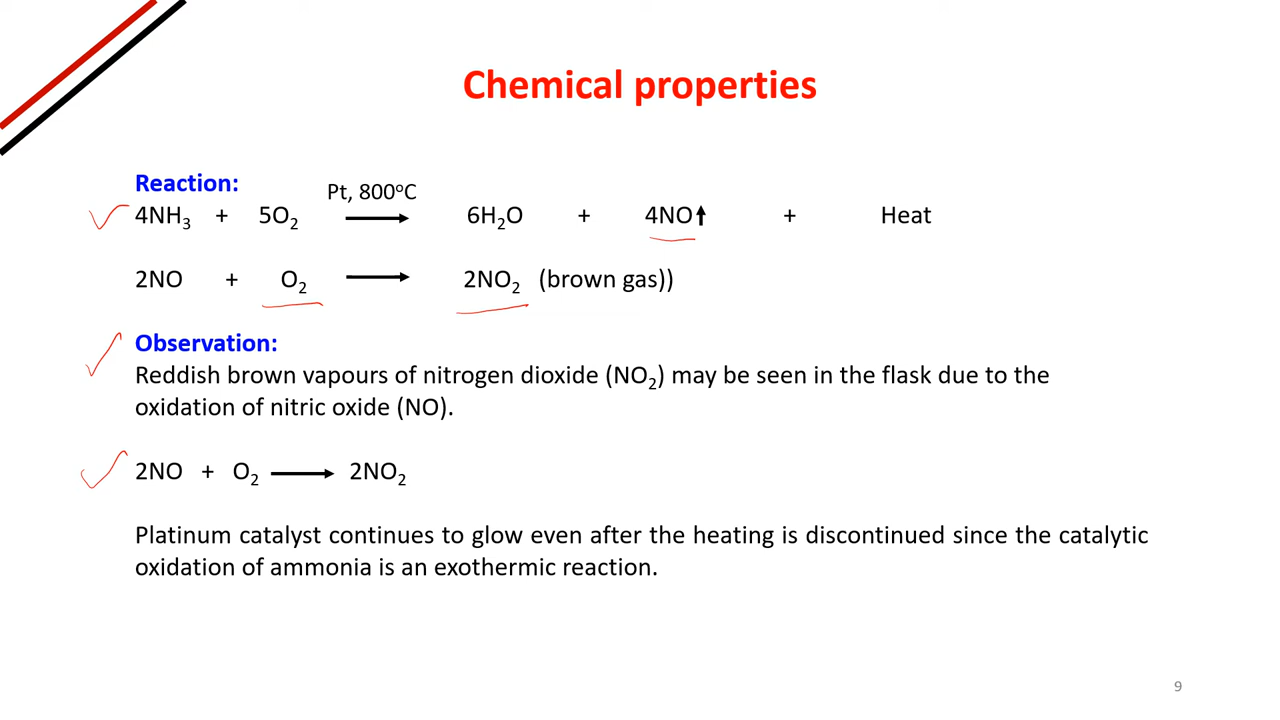 Chemical properties
Reaction:
Pt, 800°C
4NH₃ + 5O₂ ⟶ 6H₂O + 4NO⬆ + Heat
2NO + O₂ ⟶ 2NO₂ (brown gas))
Observation:
Reddish brown vapours of nitrogen dioxide (NO₂) may be seen in the flask due to the
oxidation of nitric oxide (NO).
2NO + O₂ ⟶ 2NO₂
Platinum catalyst continues to glow even after the heating is discontinued since the catalytic
oxidation of ammonia is an exothermic reaction.
9